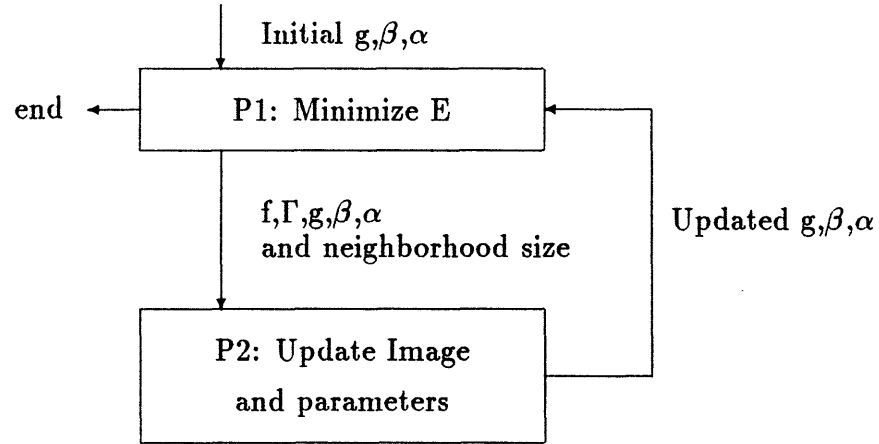 Initial g,β,α
end
P1: Minimize E
f,Γ,g,β,α
and neighborhood size
Updated g,β,α
P2: Update Image
and parameters